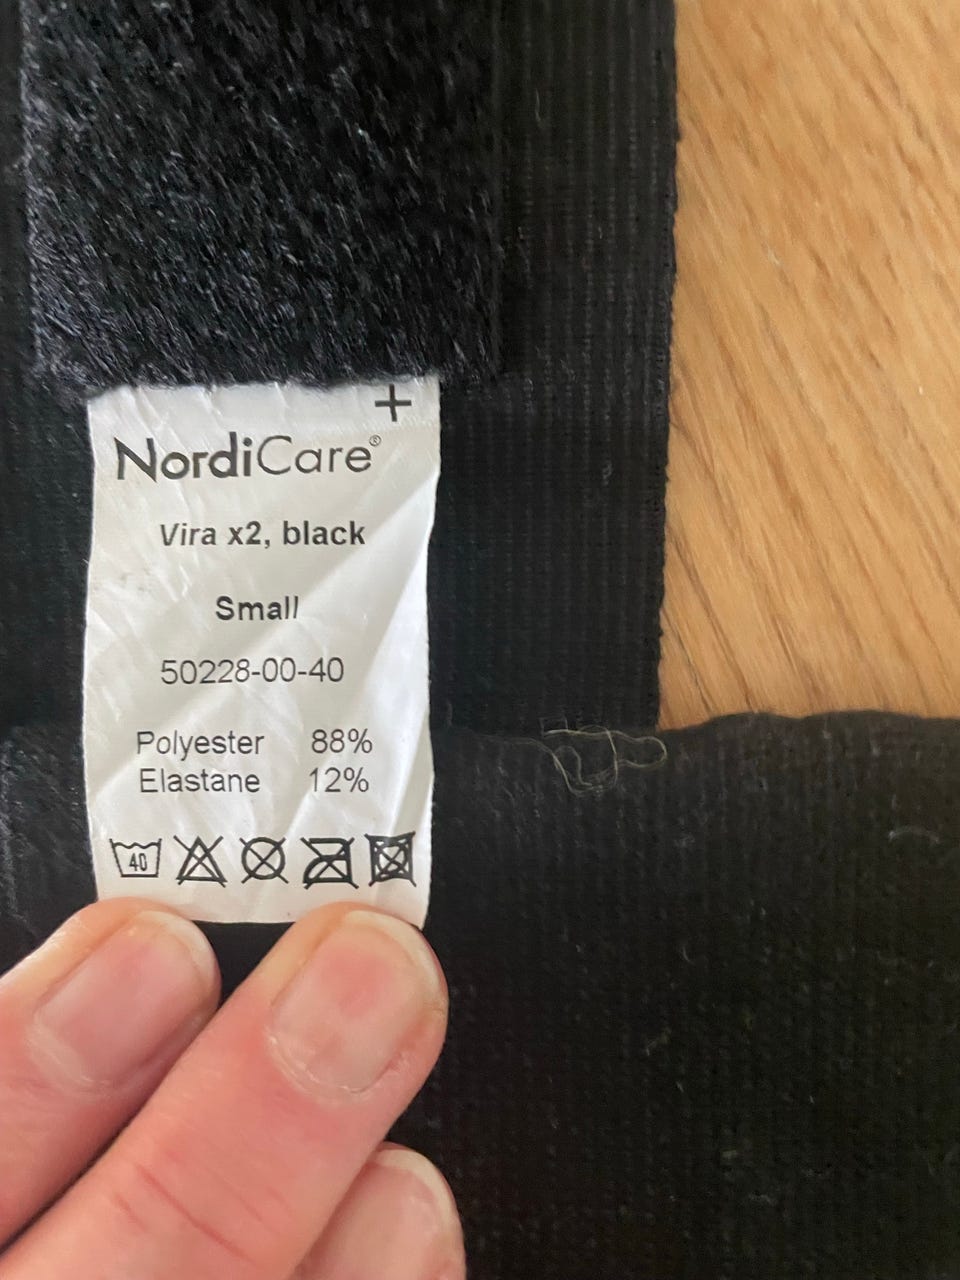 NordiCare®
Vira x2, black
Small
50228-00-40
Polyester 88%
Elastane 12%
40